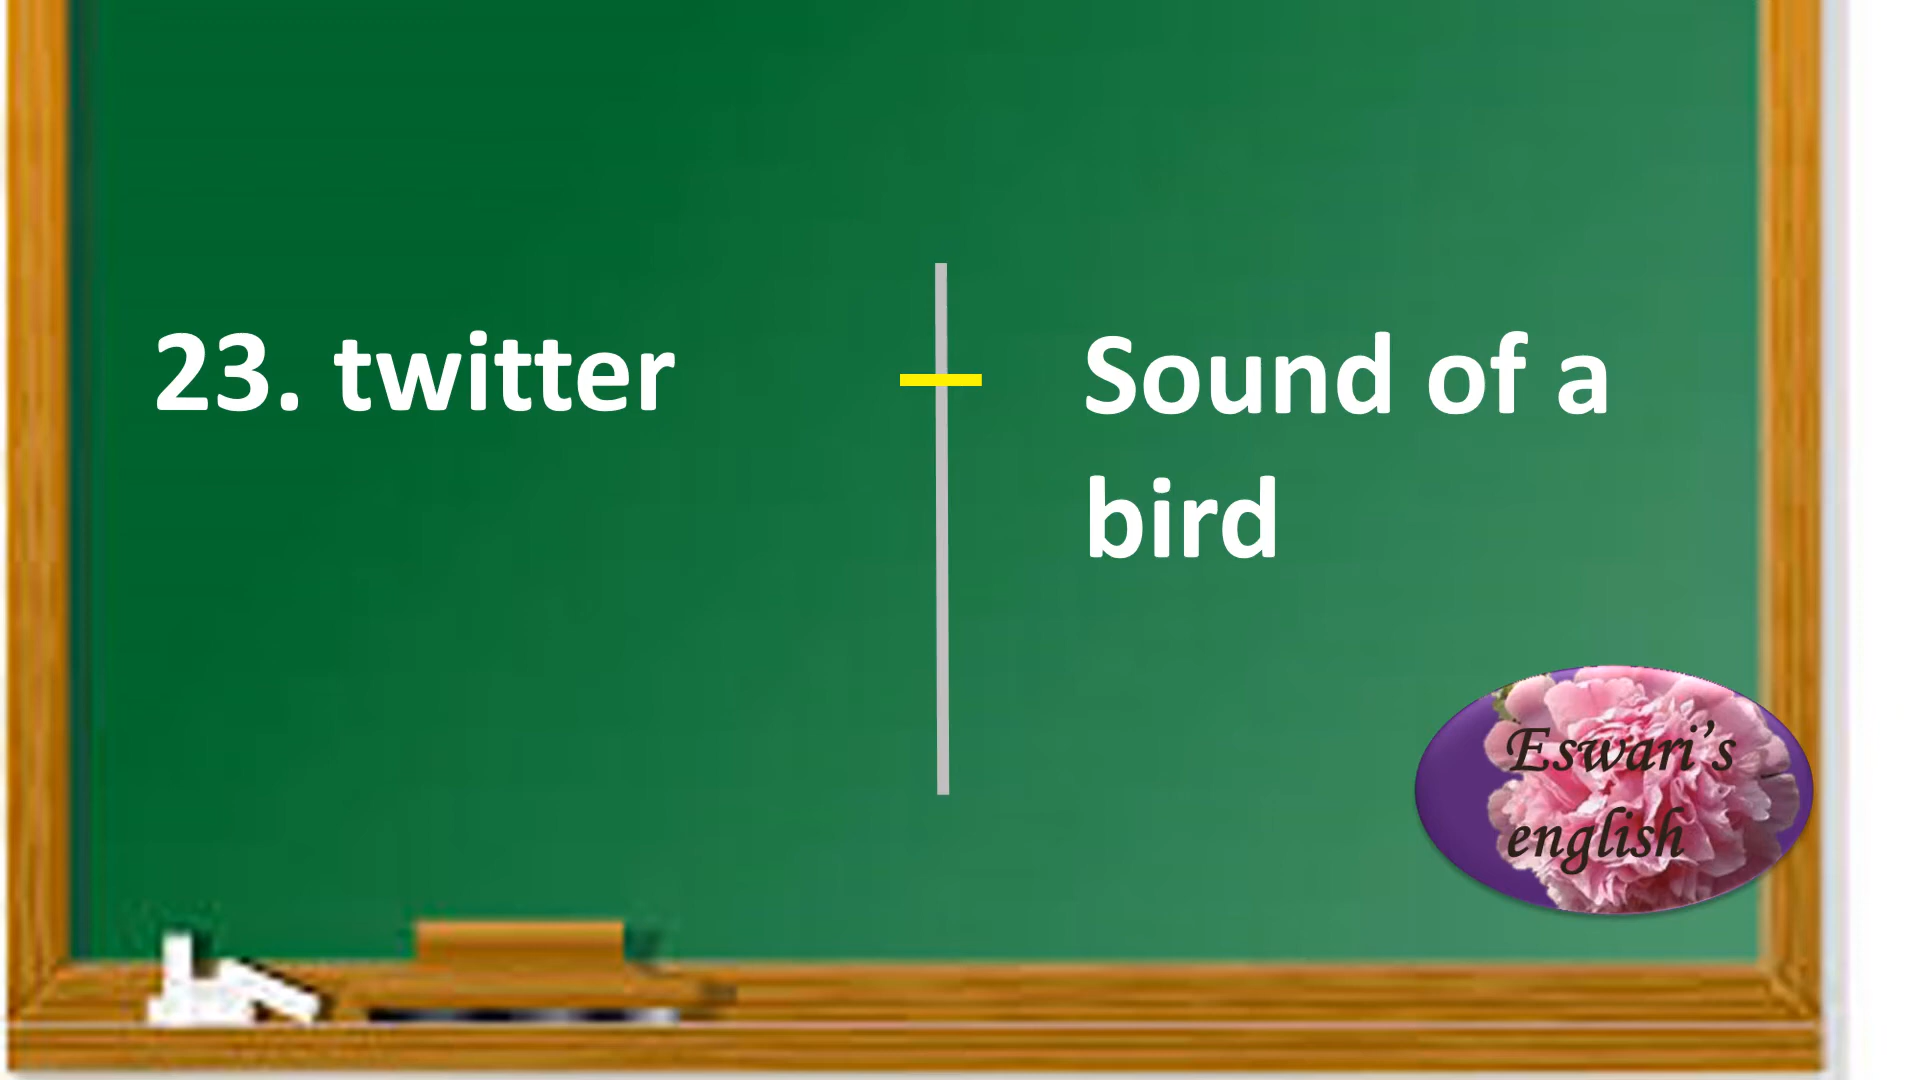 23. twitter
Sound of a
bird
Eswari's
english